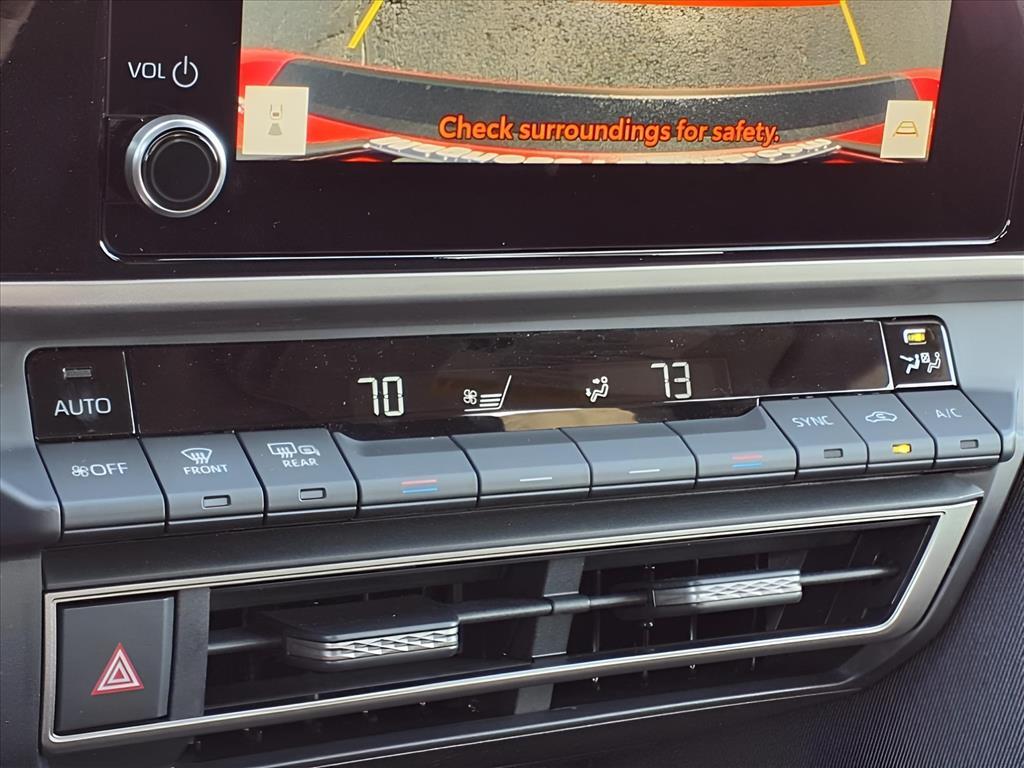 VOL
Check surroundings for safety.
70
73
AUTO
OFF
FRONT
REAR
SYNC
A/C